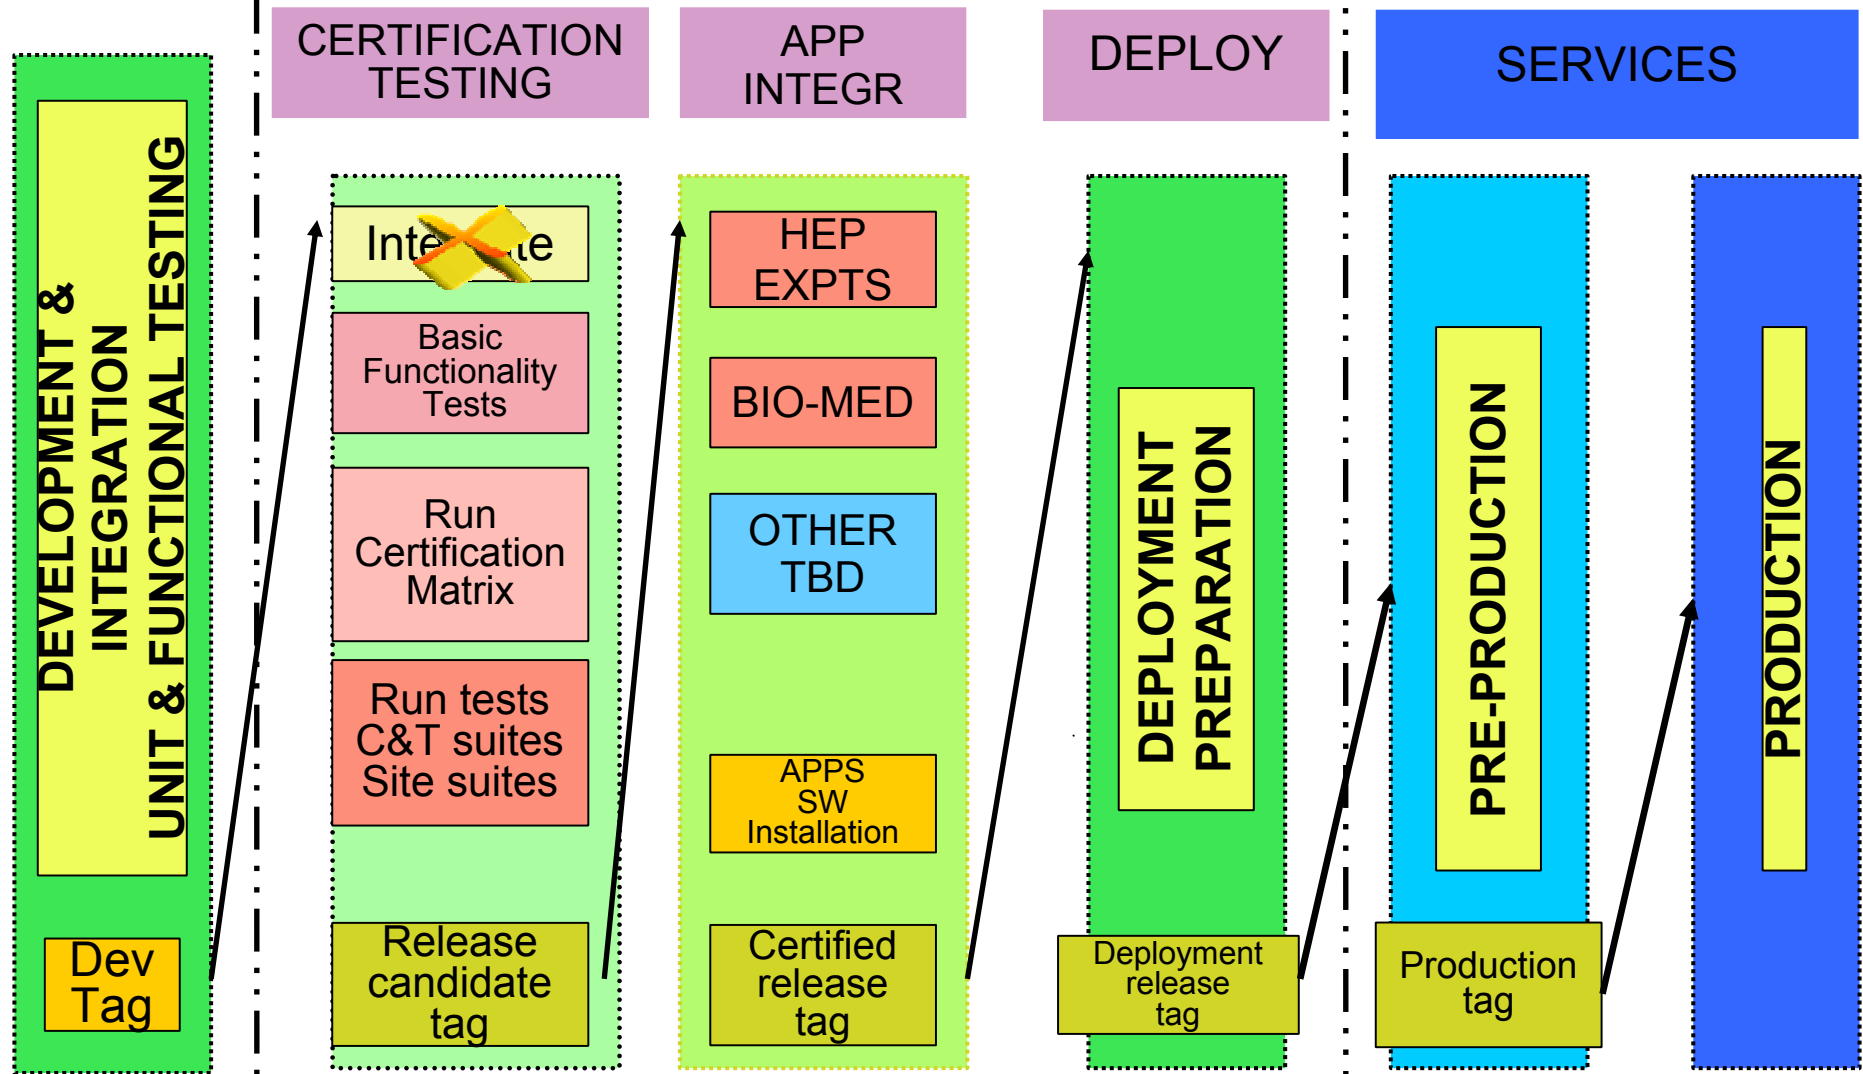 DEVELOPMENT &
INTEGRATION
UNIT & FUNCTIONAL TESTING
Dev
Tag
CERTIFICATION
TESTING
Basic
Functionality
Tests
Run
Certification
Matrix
Run tests
C&T suites
Site suites
Release
candidate
tag
APP
INTEGR
HEP
EXPTS
BIO-MED
OTHER
TBD
APPS
SW
Installation
Certified
release
tag
DEPLOY
DEPLOYMENT
PREPARATION
Deployment
release
tag
SERVICES
PRE-PRODUCTION
Production
tag
PRODUCTION